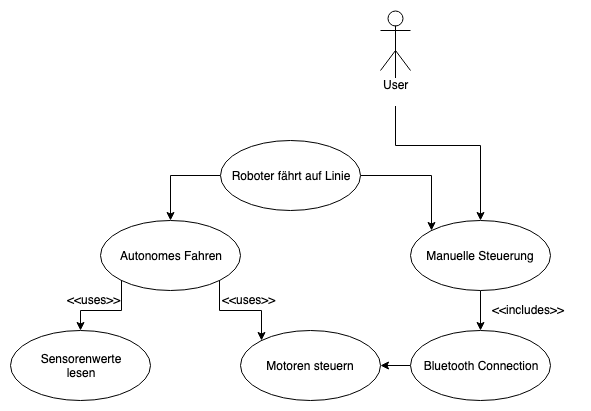 User
Roboter fährt auf Linie
Autonomes Fahren
Manuelle Steuerung
<<uses>>
<<uses>>
<<includes>>
Sensorenwerte
lesen
Motoren steuern
Bluetooth Connection